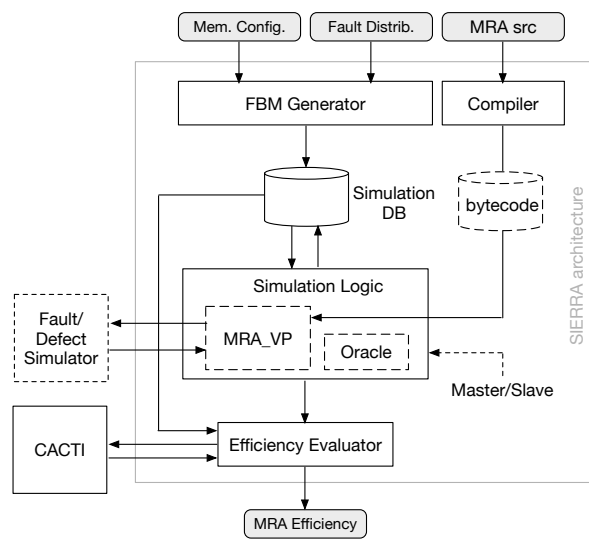 Mem. Config.
Fault Distrib.
MRA src
FBM Generator
Compiler
Simulation
DB
bytecode
SIERRA architecture
Simulation Logic
Fault/
Defect
Simulator
MRA_VP
Oracle
Master/Slave
CACTI
Efficiency Evaluator
MRA Efficiency